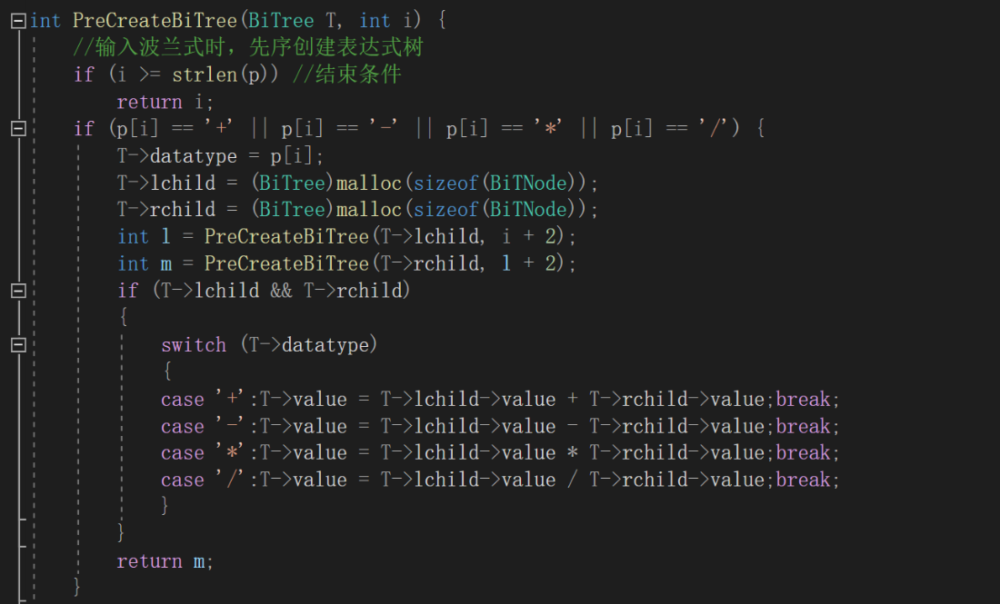 int PreCreateBiTree(BiTree T, int i) {
//输入波兰式时，先序创建表达式树
if (i >= strlen(p)) //结束条件
return i;
if (p[i] == '+' || p[i] == '-' || p[i] == '*' || p[i] == '/') {
T->datatype = p[i];
T->lchild = (BiTree)malloc(sizeof(BiTNode));
T->rchild = (BiTree)malloc(sizeof(BiTNode));
int l = PreCreateBiTree(T->lchild, i + 2);
int m = PreCreateBiTree(T->rchild, l + 2);
if (T->lchild && T->rchild)
{
switch (T->datatype)
{
case '+':T->value = T->lchild->value + T->rchild->value;break;
case '-':T->value = T->lchild->value - T->rchild->value;break;
case '*':T->value = T->lchild->value * T->rchild->value;break;
case '/':T->value = T->lchild->value / T->rchild->value;break;
}
}
return m;
}